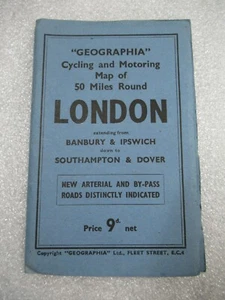 "GEOGRAPHIA"
Cycling and Motoring
Map of
50 Miles Round
LONDON
extending from
BANBURY & IPSWICH
down to
SOUTHAMPTON & DOVER
NEW ARTERIAL AND BY-PASS
ROADS DISTINCTLY INDICATED
Price 9d. net
Copyright "GEOGRAPHIA" Ltd., FLEET STREET, E.C.4